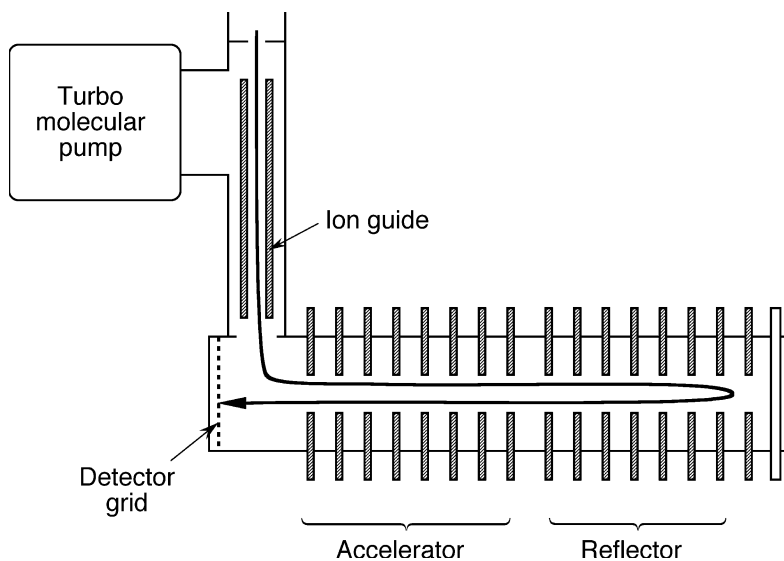 Turbo
molecular
pump
Ion guide
Detector
grid
Accelerator
Reflector